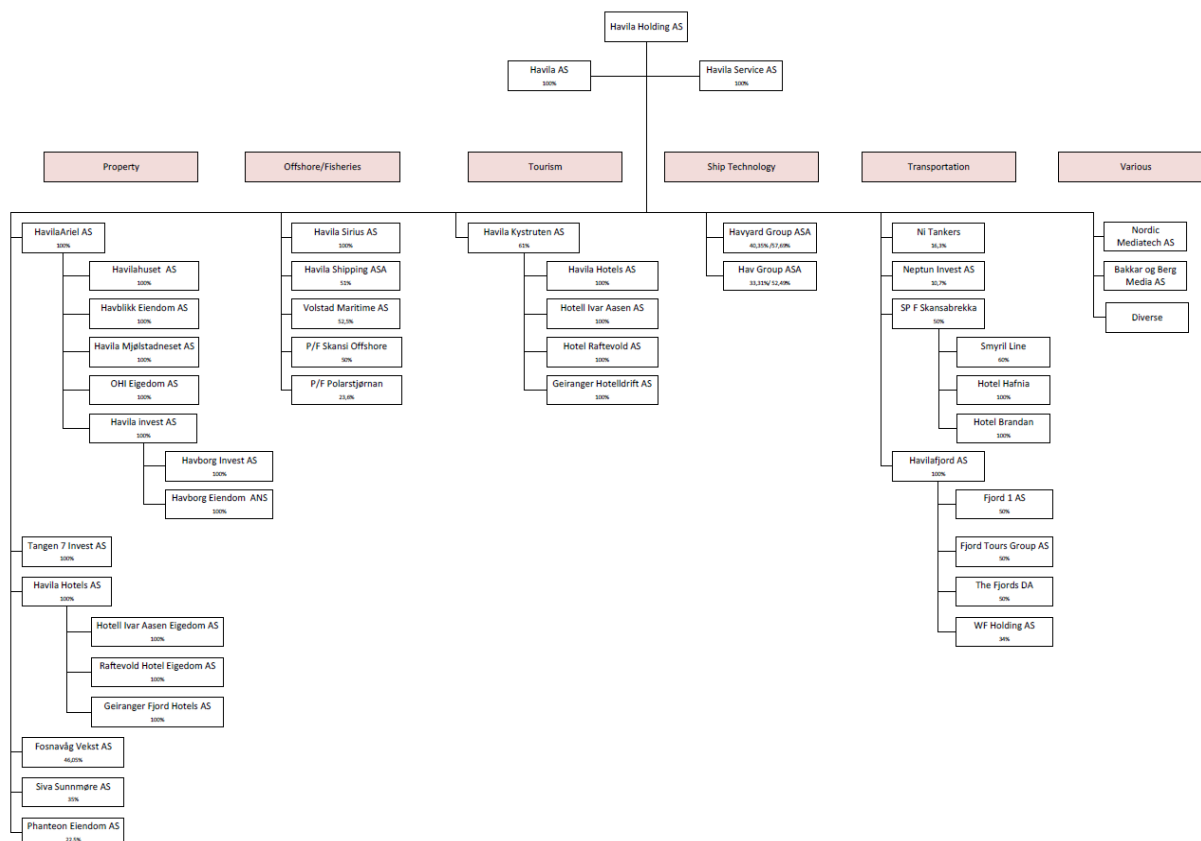 Havila Holding AS
Havila AS
100%
Havila Service AS
100%
Property
Offshore/Fisheries
Tourism
Ship Technology
Transportation
Various
HavilaAriel AS
100%
Havilahuset AS
100%
Havblikk Eiendom AS
100%
Havila Mjølstadneset AS
100%
OHI Eigedom AS
100%
Havila invest AS
100%
Havborg Invest AS
100%
Havborg Eiendom ANS
100%
Tangen 7 Invest AS
100%
Havila Hotels AS
100%
Hotell Ivar Aasen Eigedom AS
100%
Raftevold Hotel Eigedom AS
100%
Geiranger Fjord Hotels AS
100%
Fosnavåg Vekst AS
46,05%
Siva Sunnmøre AS
35%
Phanteon Eiendom AS
22,5%
Havila Sirius AS
100%
Havila Shipping ASA
51%
Volstad Maritime AS
52,5%
P/F Skansi Offshore
50%
P/F Polarstjørnan
23,6%
Havila Kystruten AS
61%
Havila Hotels AS
100%
Hotell Ivar Aasen AS
100%
Hotel Raftevold AS
100%
Geiranger Hotelldrift AS
100%
Havyard Group ASA
40,35%/57,69%
Hav Group ASA
33,31%/ 52,49%
Ni Tankers
16,3%
Neptun Invest AS
10,7%
SP F Skansabrekka
50%
Smyril Line
60%
Hotel Hafnia
100%
Hotel Brandan
100%
Havilafjord AS
100%
Fjord 1 AS
50%
Fjord Tours Group AS
50%
The Fjords DA
50%
WF Holding AS
34%
Nordic
Mediatech AS
Bakkar og Berg
Media AS
Diverse